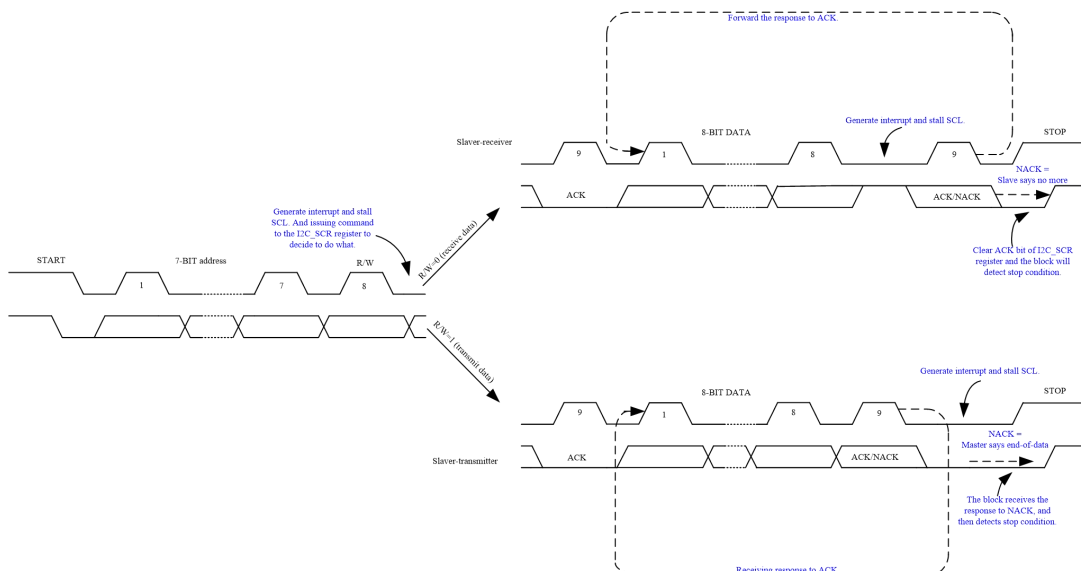 Forward the response to ACK.
Slaver-receiver
8-BIT DATA
Generate interrupt and stall SCL.
STOP
9
1
8
9
ACK
ACK/NACK
NACK =
Slave says no more
Clear ACK bit of I2C_SCR
register and the block will
detect stop condition.
Generate interrupt and stall
SCL. And issuing command
to the I2C_SCR register to
decide to do what.
R/W=0 (receive data)
START
7-BIT address
R/W
1
7
8
R/W=1 (transmit data)
8-BIT DATA
Generate interrupt and stall SCL.
STOP
9
1
8
9
Slaver-transmitter
ACK
ACK/NACK
NACK =
Master says end-of-data
The block receives the
response to NACK, and
then detects stop condition.
Receiving response to ACK